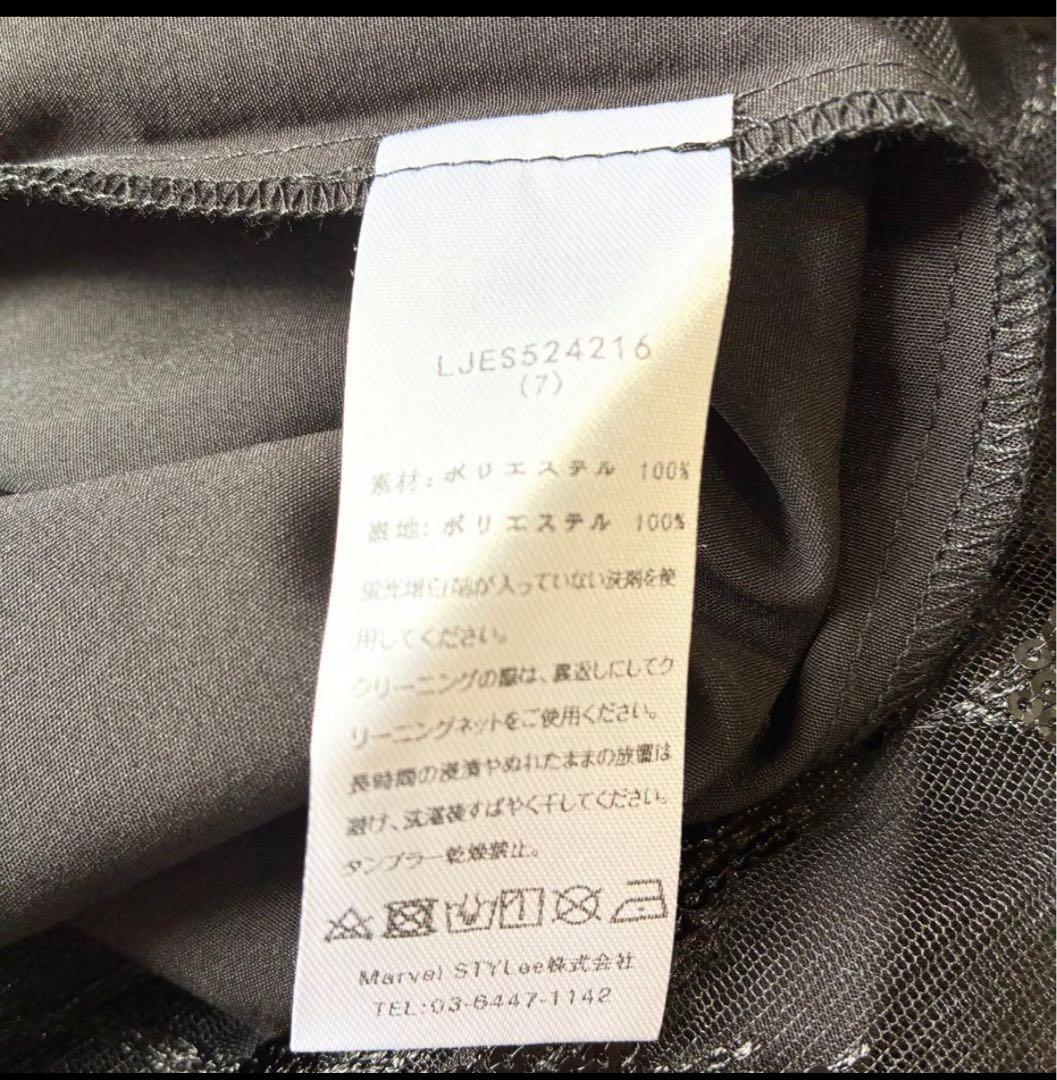 LJES524216
(7)
素材:ポリエステル 100%
裏地:ポリエステル 100%
蛍光増白剤が入っていない洗剤を使
用してください。
クリーニングの際は、裏返しにしてク
リーニングネットをご使用ください。
長時間の浸漬やぬれたままの放置は
避け、洗濯後すばやく干してください。
タンブラー乾燥禁止。
Marvel STYLee株式会社
TEL:03-6447-1142